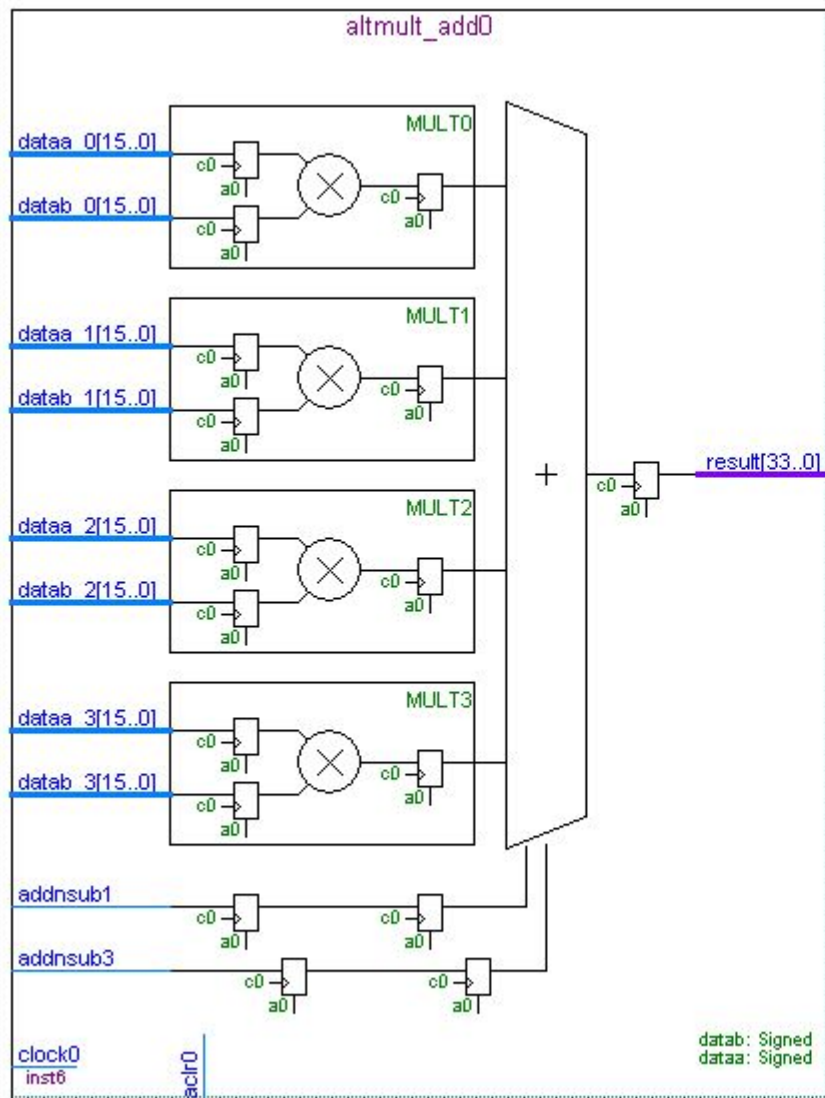 altmult_add0
MULT0
dataa_0[15..0]
c0
a0
datab_0[15..0]
c0
a0
c0
a0
MULT1
dataa_1[15..0]
c0
a0
datab_1[15..0]
c0
a0
c0
a0
+
result[33..0]
c0
a0
MULT2
dataa_2[15..0]
c0
a0
datab_2[15..0]
c0
a0
c0
a0
MULT3
dataa_3[15..0]
c0
a0
datab_3[15..0]
c0
a0
c0
a0
addnsub1
c0
a0
c0
a0
addnsub3
c0
a0
c0
a0
clock0
inst6
aclr0
datab: Signed
dataa: Signed